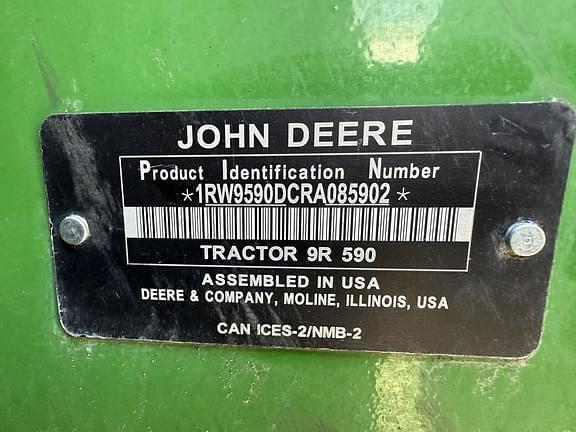 JOHN DEERE
Product Identification Number
*1RW9590DCRA085902*
TRACTOR 9R 590
ASSEMBLED IN USA
DEERE & COMPANY, MOLINE, ILLINOIS, USA
CAN ICES-2/NMB-2